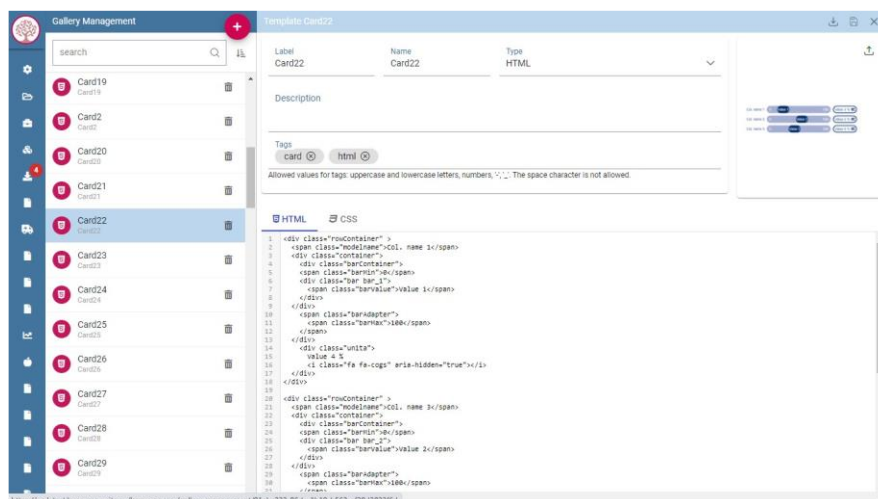 Gallery Management
+
Template Card22
search
Card19
Card19
Card2
Card2
Card20
Card20
Card21
Card21
Card22
Card22
Card23
Card23
Card24
Card24
Card25
Card25
Card26
Card26
Card27
Card27
Card28
Card28
Card29
Card29
4
Label
Card22
Name
Card22
Type
HTML
Description
Tags
card
html
Allowed values for tags: uppercase and lowercase letters, numbers, '-', '_'. The space character is not allowed.
HTML
CSS
1 <div class="rowContainer" >
2 <span class="modelname">Col. name 1</span>
3 <div class="container">
4 <div class="barContainer">
5 <span class="barMin">0</span>
6 <div class="bar bar_1">
7 <span class="barValue">Value 1</span>
8 </div>
9 </div>
10 <span class="barAdapter">
11 <span class="barMax">100</span>
12 </span>
13 </div>
14 <div class="unita">
15 Value 4 %
16 <i class="fa fa-cogs" aria-hidden="true"></i>
17 </div>
18 </div>
19
20 <div class="rowContainer" >
21 <span class="modelname">Col. name 3</span>
22 <div class="container">
23 <div class="barContainer">
24 <span class="barMin">0</span>
25 <div class="bar bar_2">
26 <span class="barValue">Value 2</span>
27 </div>
28 </div>
29 <span class="barAdapter">
30 <span class="barMax">100</span>
31 </span>